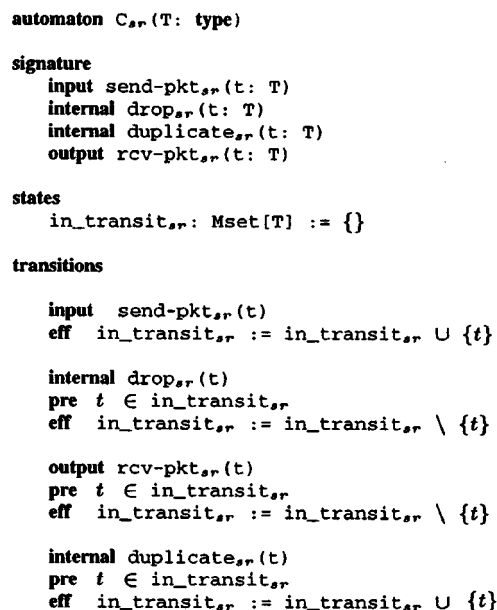 automaton C_sr(T: type)
signature
input send-pkt_sr(t: T)
internal drop_sr(t: T)
internal duplicate_sr(t: T)
output rcv-pkt_sr(t: T)
states
in_transit_sr: Mset[T] := {}
transitions
input send-pkt_sr(t)
eff in_transit_sr := in_transit_sr ∪ {t}
internal drop_sr(t)
pre t ∈ in_transit_sr
eff in_transit_sr := in_transit_sr \ {t}
output rcv-pkt_sr(t)
pre t ∈ in_transit_sr
eff in_transit_sr := in_transit_sr \ {t}
internal duplicate_sr(t)
pre t ∈ in_transit_sr
eff in_transit_sr := in_transit_sr ∪ {t}